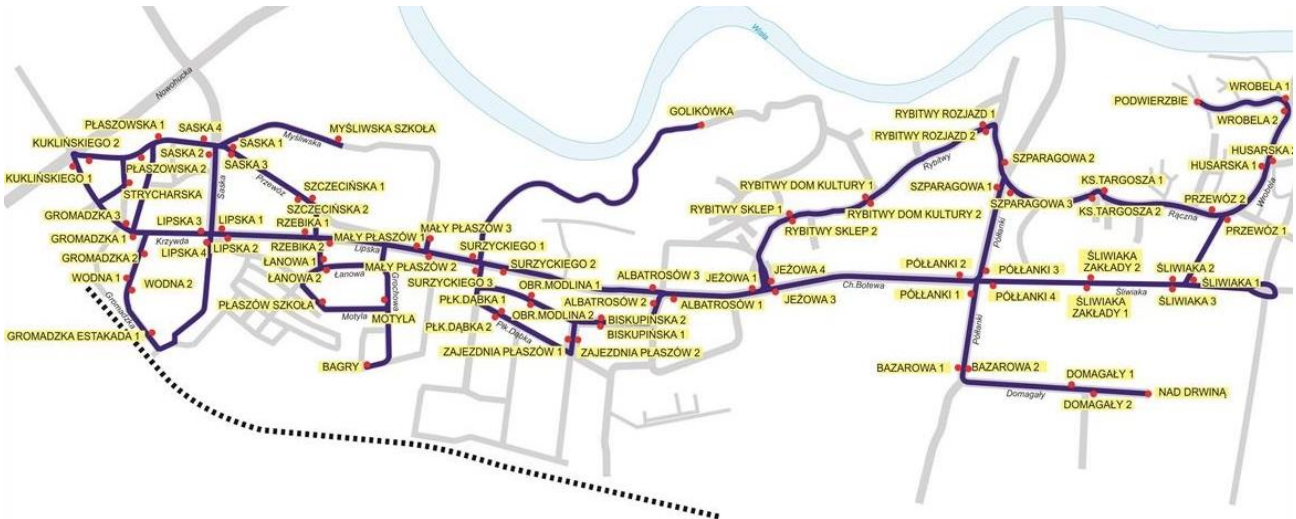 Wisła
Nowohucka
PŁASZOWSKA 1
SASKA 4
MYŚLIWSKA SZKOŁA
Myśliwska
KUKLIŃSKIEGO 2
SASKA 1
SASKA 2
SASKA 3
PŁASZOWSKA 2
KUKLIŃSKIEGO 1
STRYCHARSKA
Saska
Przewóz
SZCZECIŃSKA 1
SZCZECIŃSKA 2
GROMADZKA 3
LIPSKA 3
LIPSKA 1
RZEBIKA 1
MAŁY PŁASZÓW 3
GROMADZKA 1
Krzywda
LIPSKA 4
LIPSKA 2
RZEBIKA 2
MAŁY PŁASZÓW 1
Lipska
SURZYCKIEGO 1
GROMADZKA 2
ŁANOWA 1
MAŁY PŁASZÓW 2
SURZYCKIEGO 2
WODNA 1
WODNA 2
ŁANOWA 2
Łanowa
Grochowa
SURZYCKIEGO 3
OBR.MODLINA 1
Gromadzka
PŁASZÓW SZKOŁA
Motyla
MOTYLA
PŁK.DĄBKA 1
OBR.MODLINA 2
PŁK.DĄBKA 2
Płk.Dąbka
BISKUPIŃSKA 2
BISKUPIŃSKA 1
GROMADZKA ESTAKADA 1
BAGRY
ZAJEZDNIA PŁASZÓW 1
ZAJEZDNIA PŁASZÓW 2
GOLIKÓWKA
ALBATROSÓW 3
ALBATROSÓW 2
ALBATROSÓW 1
JEŻOWA 1
JEŻOWA 4
JEŻOWA 3
RYBITWY SKLEP 1
RYBITWY SKLEP 2
RYBITWY DOM KULTURY 1
RYBITWY DOM KULTURY 2
Rybitwy
RYBITWY ROZJAZD 1
RYBITWY ROZJAZD 2
SZPARAGOWA 2
SZPARAGOWA 1
SZPARAGOWA 3
Półłanki
KS.TARGOSZA 1
KS.TARGOSZA 2
Rączna
PRZEWÓZ 2
PRZEWÓZ 1
PODWIERZBIE
WROBELA 1
WROBELA 2
HUSARSKA 2
HUSARSKA 1
Wrobela
Ch.Botewa
PÓŁŁANKI 2
PÓŁŁANKI 3
PÓŁŁANKI 1
PÓŁŁANKI 4
ŚLIWIAKA
ZAKŁADY 2
ŚLIWIAKA
ZAKŁADY 1
Śliwiaka
ŚLIWIAKA 2
ŚLIWIAKA 1
ŚLIWIAKA 3
Półłanki
BAZAROWA 1
BAZAROWA 2
Domagały
DOMAGAŁY 1
DOMAGAŁY 2
NAD DRWINĄ